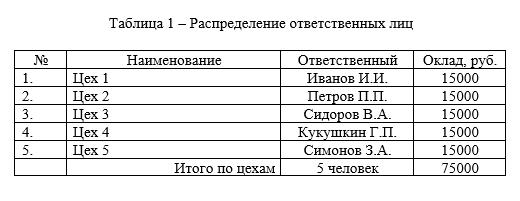 Таблица 1 – Распределение ответственных лиц
№ Наименование Ответственный Оклад, руб.
1. Цех 1 Иванов И.И. 15000
2. Цех 2 Петров П.П. 15000
3. Цех 3 Сидоров В.А. 15000
4. Цех 4 Кукушкин Г.П. 15000
5. Цех 5 Симонов З.А. 15000
Итого по цехам 5 человек 75000